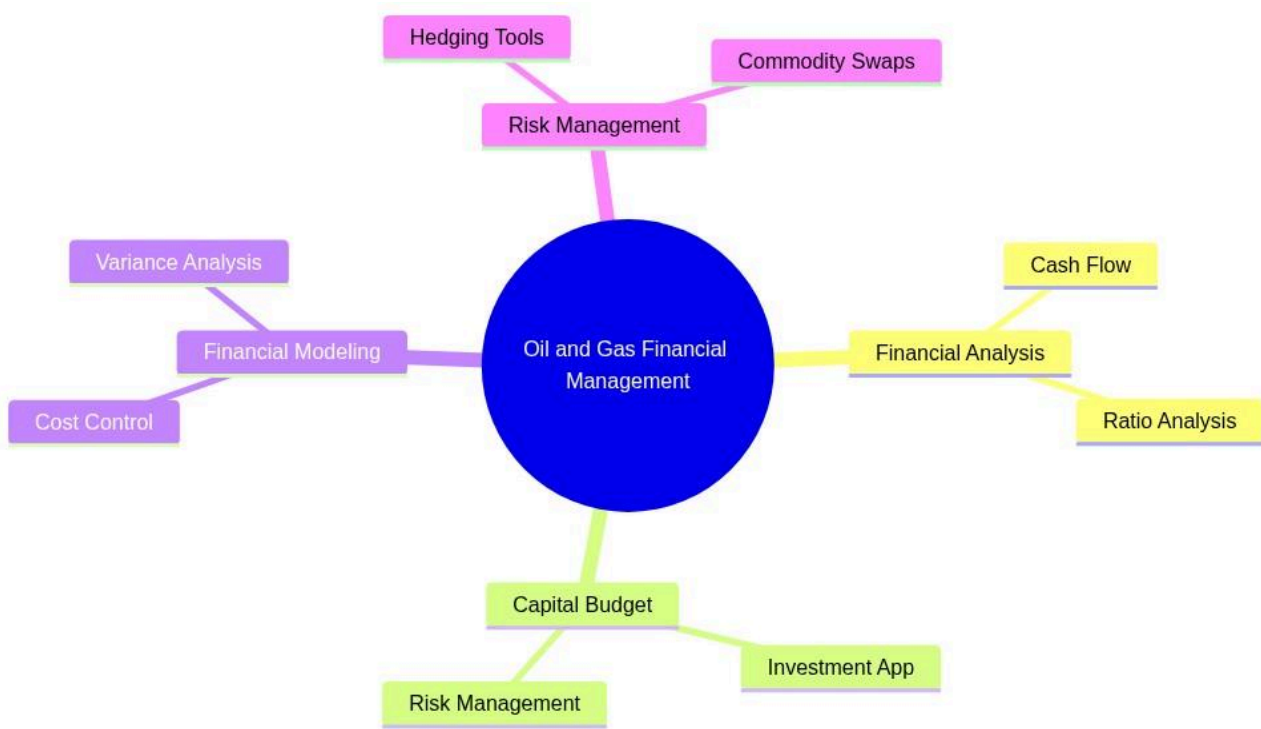 Hedging Tools
Commodity Swaps
Risk Management
Variance Analysis
Cash Flow
Financial Modeling
Oil and Gas Financial
Management
Financial Analysis
Cost Control
Ratio Analysis
Capital Budget
Investment App
Risk Management